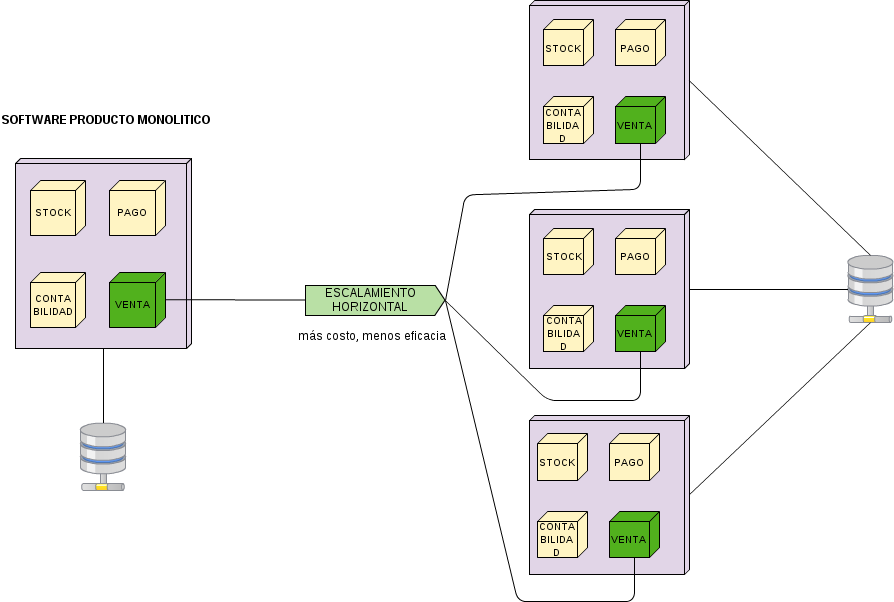 SOFTWARE PRODUCTO MONOLITICO
STOCK
PAGO
CONTA
BILIDAD
VENTA
ESCALAMIENTO
HORIZONTAL
más costo, menos eficacia
STOCK
PAGO
CONTA
BILIDA
D
VENTA
STOCK
PAGO
CONTA
BILIDA
D
VENTA
STOCK
PAGO
CONTA
BILIDA
D
VENTA